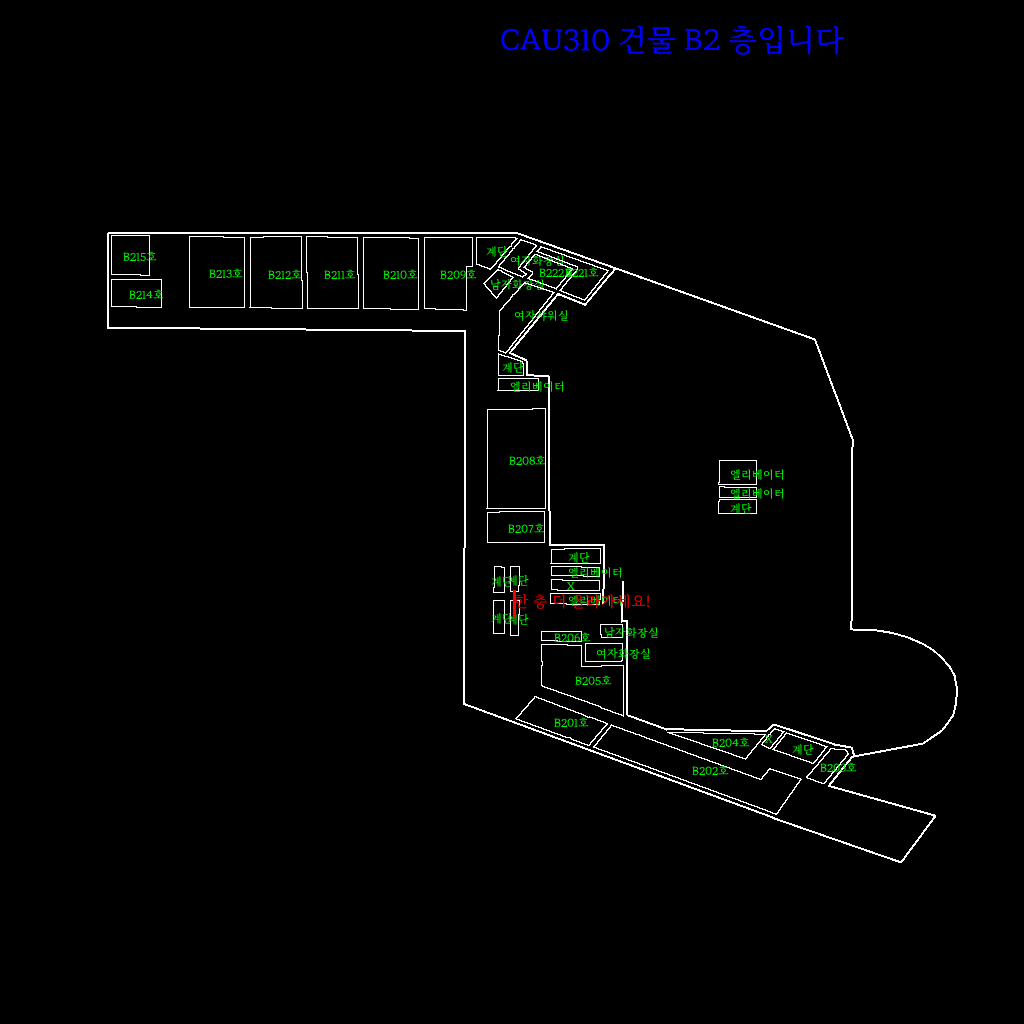 CAU310 건물 B2 층입니다
B215호
B214호
B213호
B212호
B211호
B210호
B209호
계단
여자화장실
남자화장실
B222호
B221호
여자샤워실
계단
엘리베이터
B208호
B207호
엘리베이터
엘리베이터
계단
계단
엘리베이터
X
엘리베이터
계단
계단
계단
계단
한 층 더
남자화장실
B206호
여자화장실
B205호
B201호
B204호
X
계단
B202호
B203호